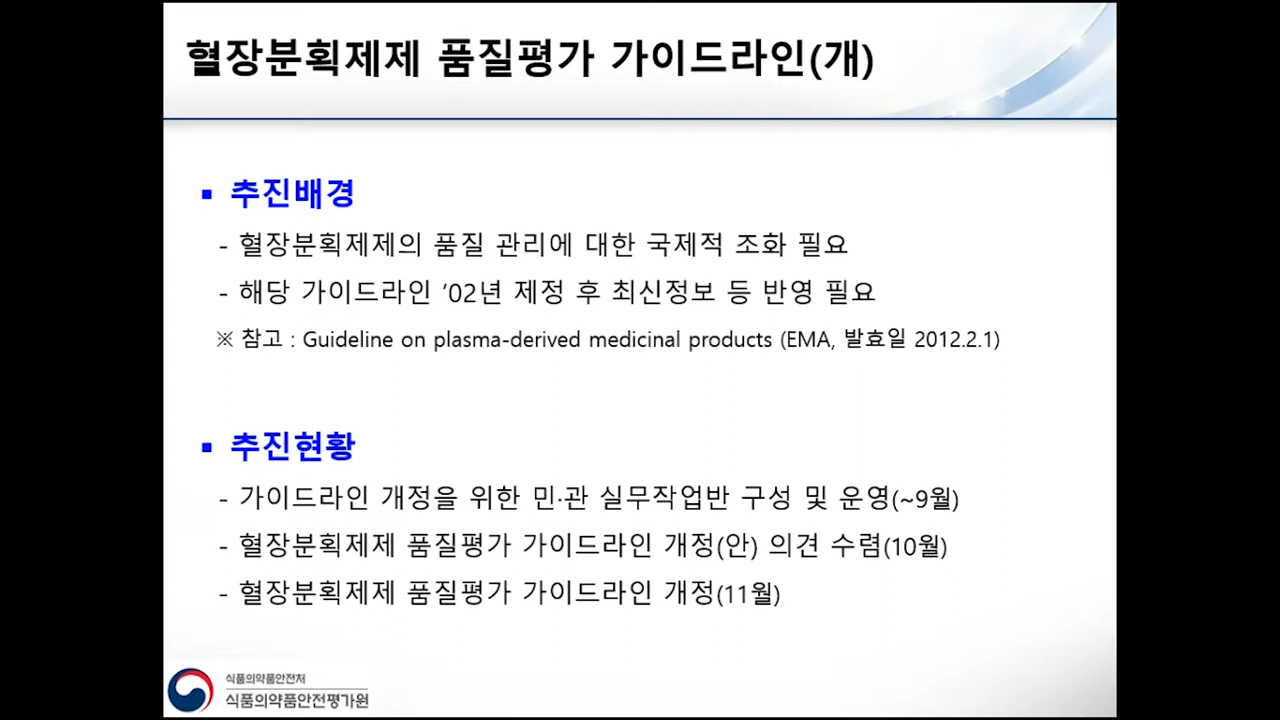 혈장분획제제 품질평가 가이드라인(개)
▪ 추진배경
- 혈장분획제제의 품질 관리에 대한 국제적 조화 필요
- 해당 가이드라인 ’02년 제정 후 최신정보 등 반영 필요
※ 참고 : Guideline on plasma-derived medicinal products (EMA, 발효일 2012.2.1)
▪ 추진현황
- 가이드라인 개정을 위한 민·관 실무작업반 구성 및 운영(~9월)
- 혈장분획제제 품질평가 가이드라인 개정(안) 의견 수렴(10월)
- 혈장분획제제 품질평가 가이드라인 개정(11월)
식품의약품안전처
식품의약품안전평가원